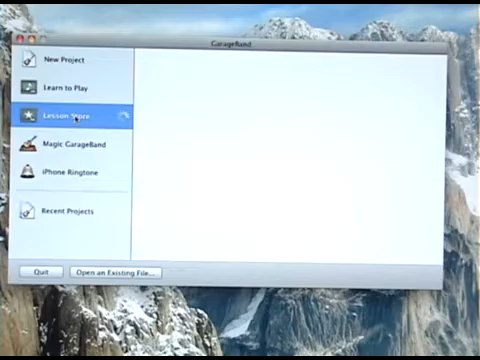 GarageBand
New Project
Learn to Play
Lesson Store
Magic GarageBand
iPhone Ringtone
Recent Projects
Quit
Open an Existing File...